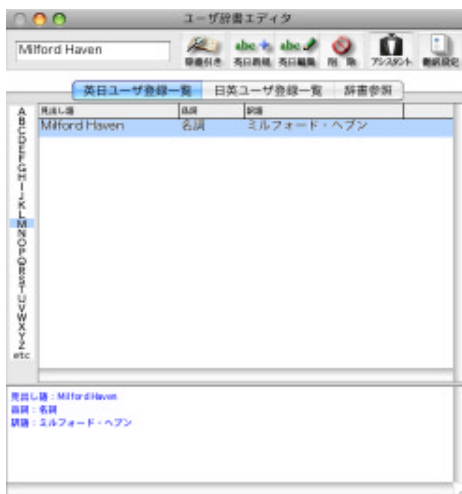 ユーザ辞書エディタ
Milford Haven
辞書引き 英日新規 英日編集 削 除 アシスタント 翻訳設定
英日ユーザ登録一覧 日英ユーザ登録一覧 辞書参照
見出し語 品詞 訳語
Milford Haven 名詞 ミルフォード・ヘブン
A
B
C
D
E
F
G
H
I
J
K
L
M
N
O
P
Q
R
S
T
U
V
W
X
Y
Z
etc
見出し語：Milford Haven
品詞：名詞
訳語：ミルフォード・ヘブン